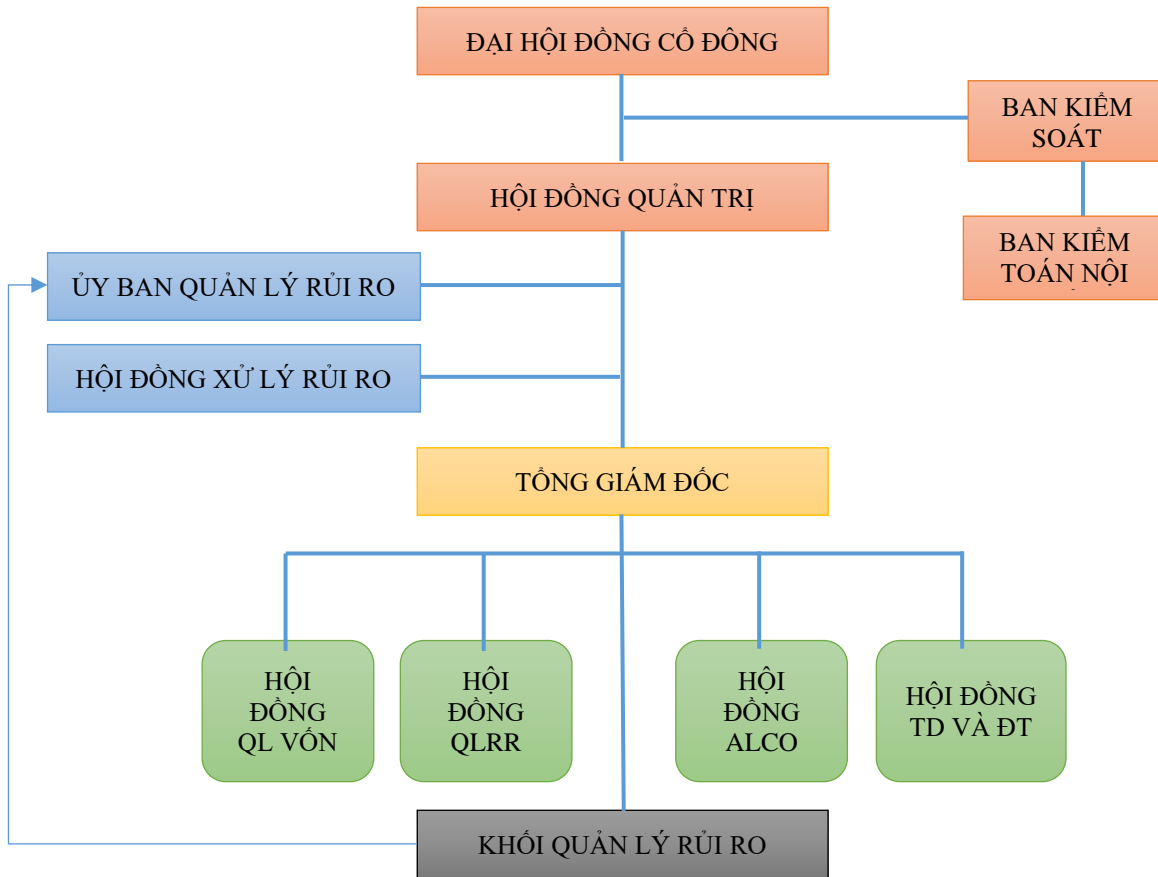 ĐẠI HỘI ĐỒNG CỔ ĐÔNG
BAN KIỂM
SOÁT
HỘI ĐỒNG QUẢN TRỊ
BAN KIỂM
TOÁN NỘI
ỦY BAN QUẢN LÝ RỦI RO
HỘI ĐỒNG XỬ LÝ RỦI RO
TỔNG GIÁM ĐỐC
HỘI
ĐỒNG
QL VỐN
HỘI
ĐỒNG
QLRR
HỘI
ĐỒNG
ALCO
HỘI ĐỒNG
TD VÀ ĐT
KHỐI QUẢN LÝ RỦI RO